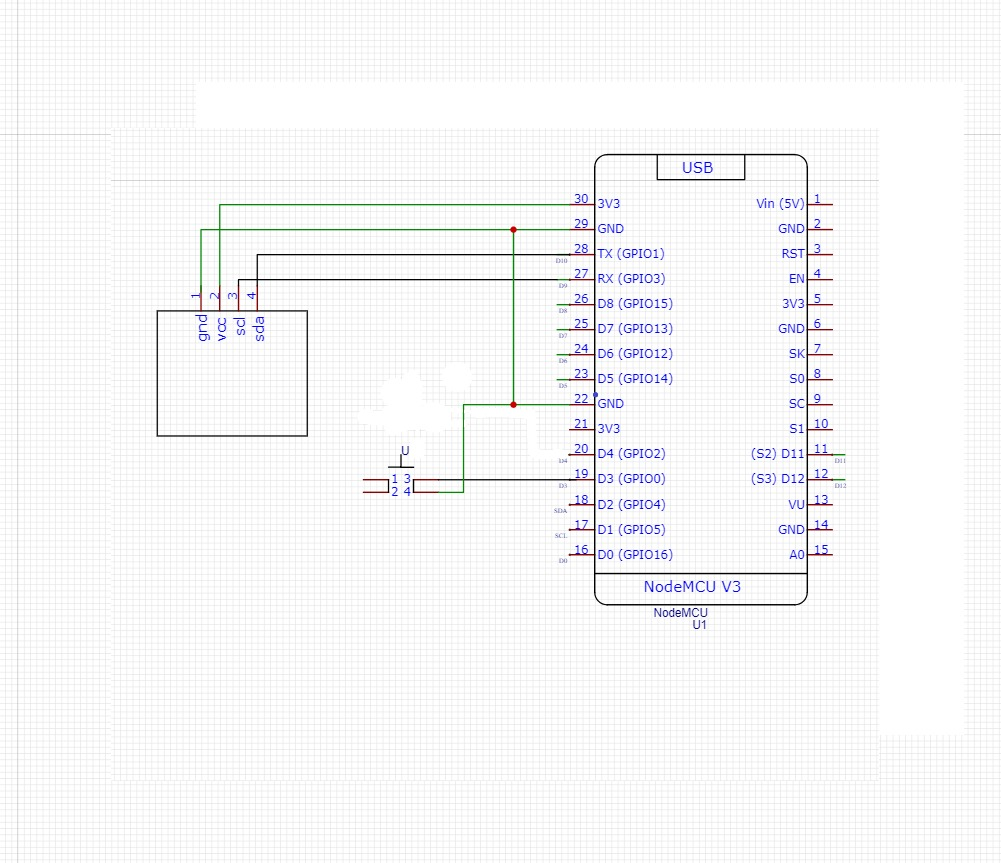 USB
30 3V3 Vin (5V) 1
29 GND GND 2
28 TX (GPIO1) RST 3
D10
27 RX (GPIO3) EN 4
D9
26 D8 (GPIO15) 3V3 5
D8
25 D7 (GPIO13) GND 6
D7
24 D6 (GPIO12) SK 7
D6
23 D5 (GPIO14) S0 8
D5
22 GND SC 9
21 3V3 S1 10
20 D4 (GPIO2) (S2) D11 11
D4 D11
19 D3 (GPIO0) (S3) D12 12
D3 D12
18 D2 (GPIO4) VU 13
SDA
17 D1 (GPIO5) GND 14
SCL
16 D0 (GPIO16) A0 15
D0
NodeMCU V3
NodeMCU
U1
1 2 3 4
gnd
vcc
scl
sda
U
1 3
2 4